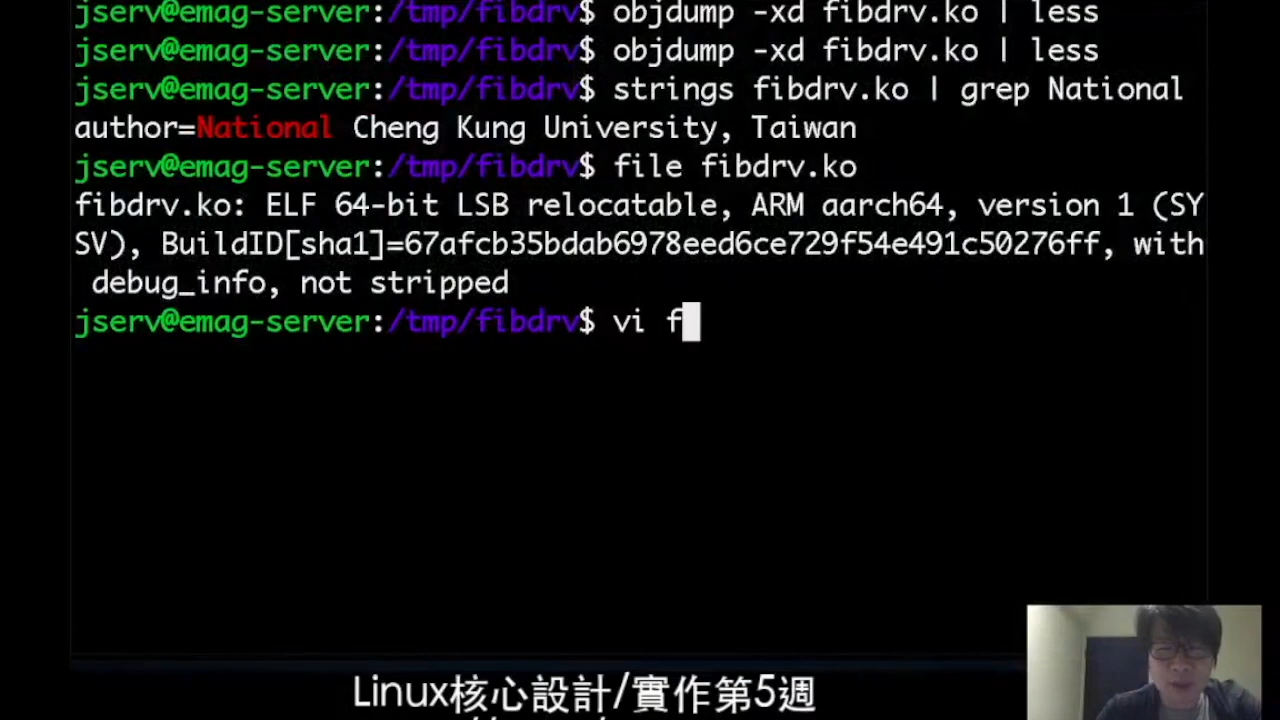 jserv@emag-server:/tmp/fibdrv$ objdump -xd fibdrv.ko | less
jserv@emag-server:/tmp/fibdrv$ objdump -xd fibdrv.ko | less
jserv@emag-server:/tmp/fibdrv$ strings fibdrv.ko | grep National
author=National Cheng Kung University, Taiwan
jserv@emag-server:/tmp/fibdrv$ file fibdrv.ko
fibdrv.ko: ELF 64-bit LSB relocatable, ARM aarch64, version 1 (SY
SV), BuildID[sha1]=67afcb35bdab6978eed6ce729f54e491c50276ff, with
debug_info, not stripped
jserv@emag-server:/tmp/fibdrv$ vi f
Linux核心設計/實作第5週